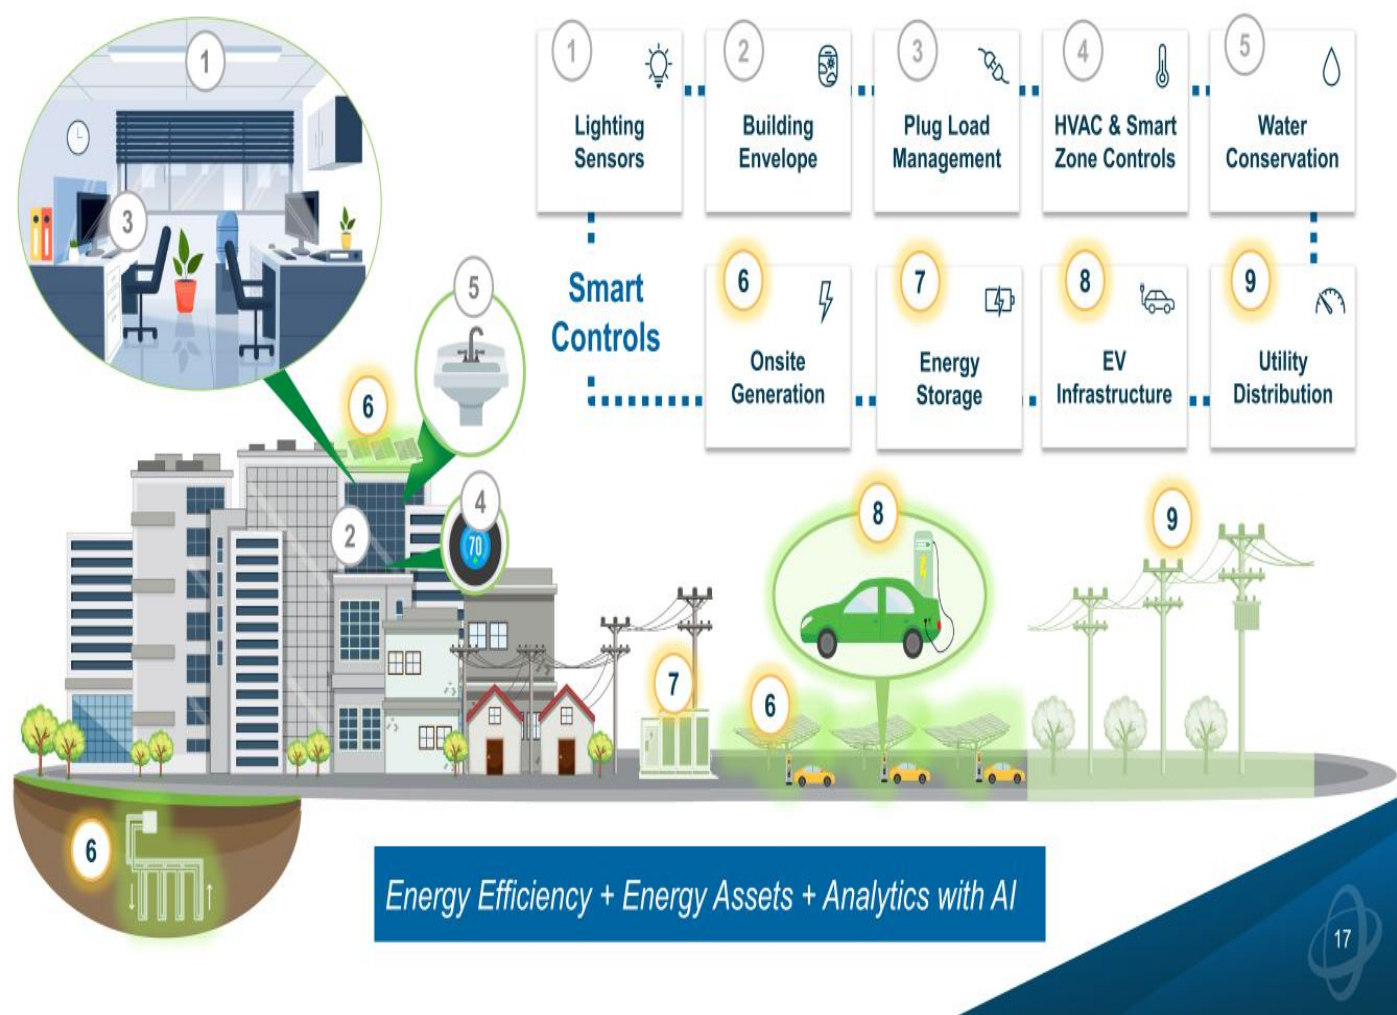 1
1
Lighting
Sensors
2
Building
Envelope
3
Plug Load
Management
4
HVAC & Smart
Zone Controls
5
Water
Conservation
3
Smart
Controls
6
Onsite
Generation
7
Energy
Storage
8
EV
Infrastructure
9
Utility
Distribution
5
6
2
4
70
8
9
7
6
6
Energy Efficiency + Energy Assets + Analytics with AI
17